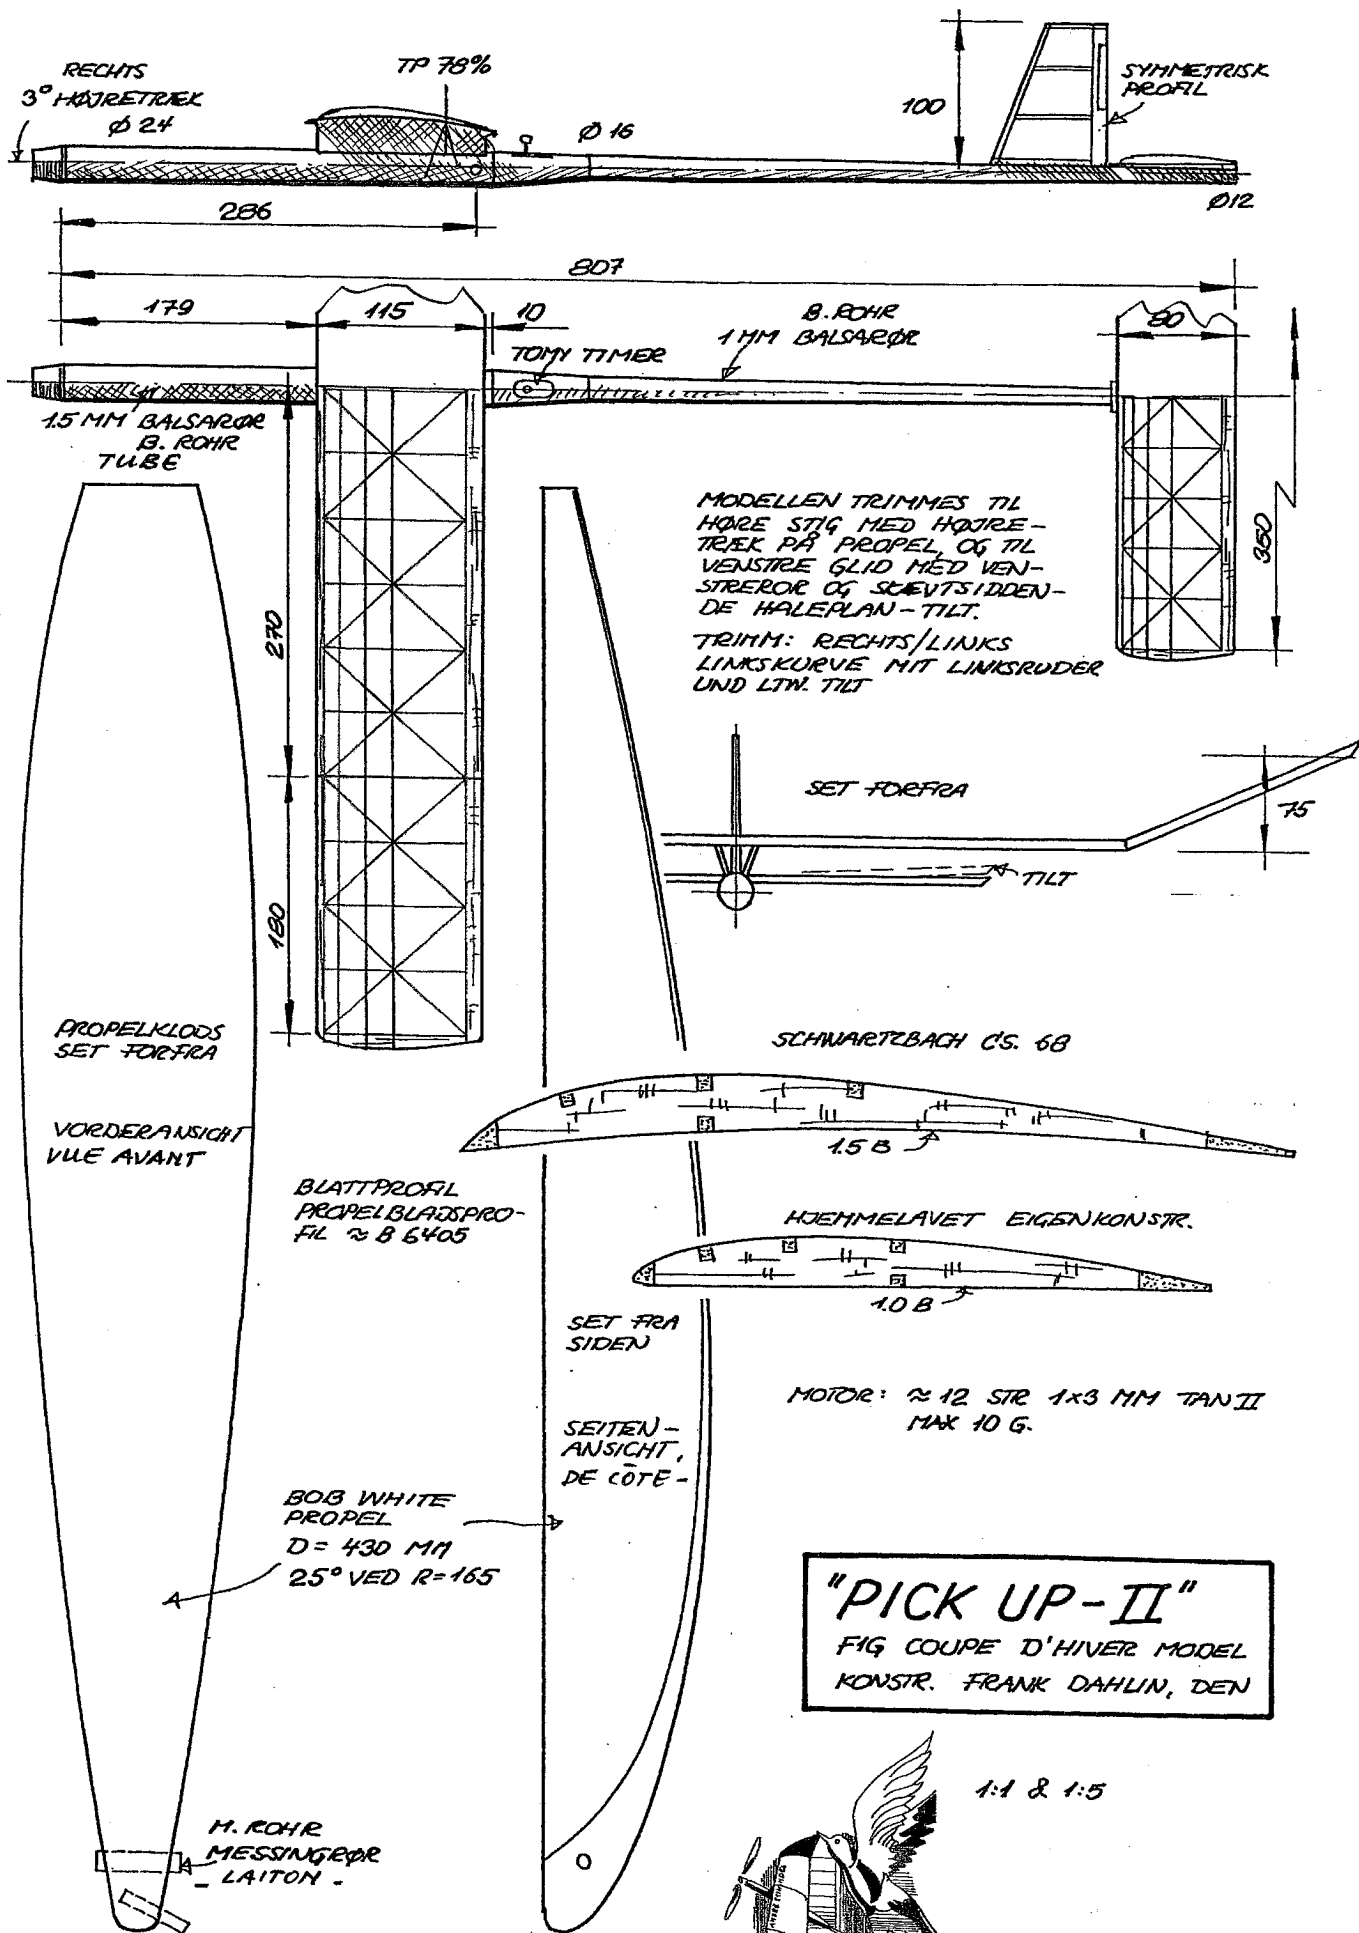 RECHTS
3° HØJRETRÆK
Ø 24
TP 78%
Ø 16
100
SYMMETRISK
PROFIL
Ø12
286
807
179
115
10
B. ROHR
1 MM BALSARØR
80
TOMY TIMER
1.5 MM BALSARØR
B. ROHR
TUBE
270
180
350
MODELLEN TRIMMES TIL
HØRE STIG MED HØJRE-
TRÆK PÅ PROPEL, OG TIL
VENSTRE GLID MED VEN-
STREROR OG SKÆVTSIDDEN-
DE HALEPLAN - TILT.
TRIMM: RECHTS/LINKS
LINKSKURVE MIT LINKSRUDER
UND LTW. TILT
SET FORFRA
75
TILT
PROPELKLODS
SET FORFRA
VORDERANSICHT
VUE AVANT
SCHWARTZBACH CS. 68
1.5 B
BLATTPROFIL
PROPELBLADSPRO-
FIL ≈ B 6405
HJEMMELAVET EIGENKONSTR.
1.0 B
SET FRA
SIDEN
SEITEN-
ANSICHT,
DE CÔTE -
MOTOR: ≈ 12 STR 1x3 MM TAN II
MAX 10 G.
BOB WHITE
PROPEL
D = 430 MM
25° VED R=165
"PICK UP-II"
F1G COUPE D'HIVER MODEL
KONSTR. FRANK DAHLIN, DEN
1:1 & 1:5
M. ROHR
MESSINGRØR
- LAITON -